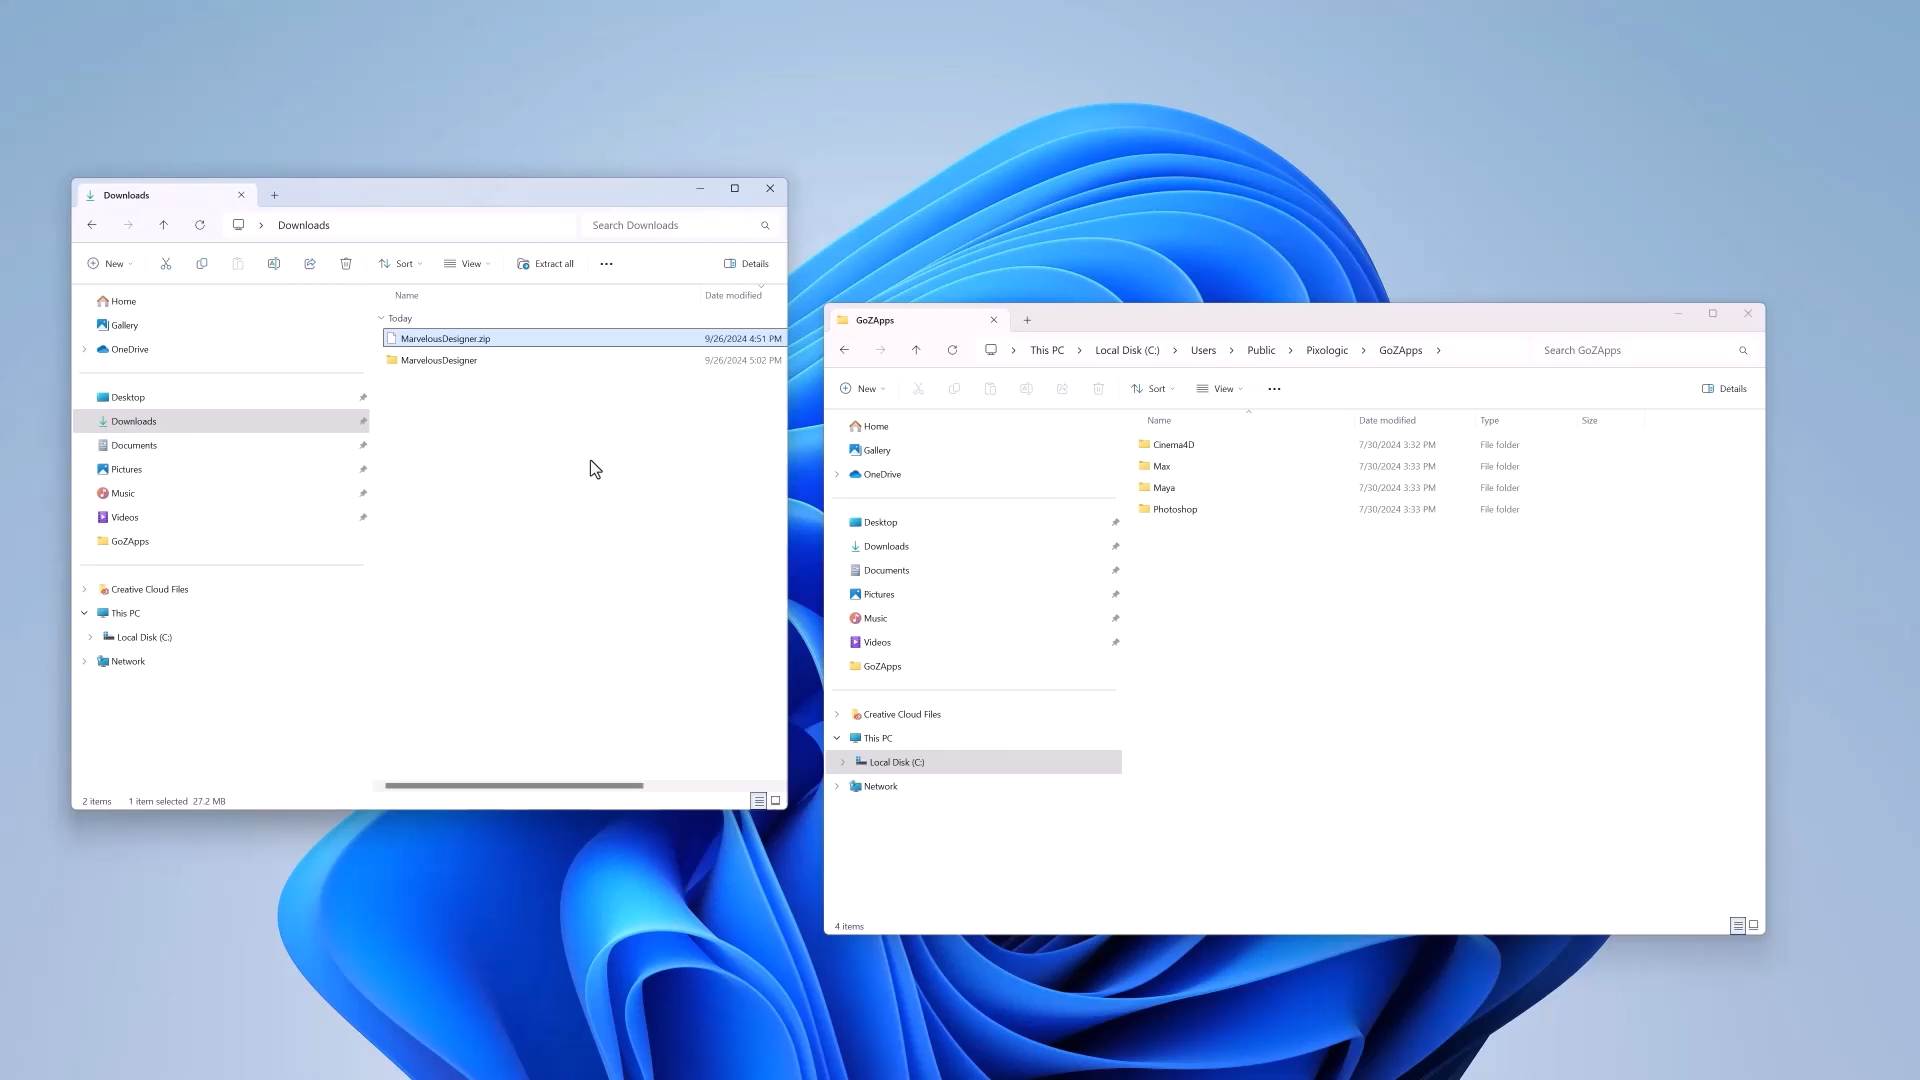 Downloads
Downloads
Search Downloads
New
Sort
View
Extract all
Details
Home
Gallery
OneDrive
Desktop
Downloads
Documents
Pictures
Music
Videos
GoZApps
Creative Cloud Files
This PC
Local Disk (C:)
Network
Name
Date modified
Today
MarvelousDesigner.zip
9/26/2024 4:51 PM
MarvelousDesigner
9/26/2024 5:02 PM
2 items
1 item selected 27.2 MB
GoZApps
This PC
Local Disk (C:)
Users
Public
Pixologic
GoZApps
Search GoZApps
New
Sort
View
Details
Home
Gallery
OneDrive
Desktop
Downloads
Documents
Pictures
Music
Videos
GoZApps
Creative Cloud Files
This PC
Local Disk (C:)
Network
Name
Date modified
Type
Size
Cinema4D
7/30/2024 3:32 PM
File folder
Max
7/30/2024 3:33 PM
File folder
Maya
7/30/2024 3:33 PM
File folder
Photoshop
7/30/2024 3:33 PM
File folder
4 items